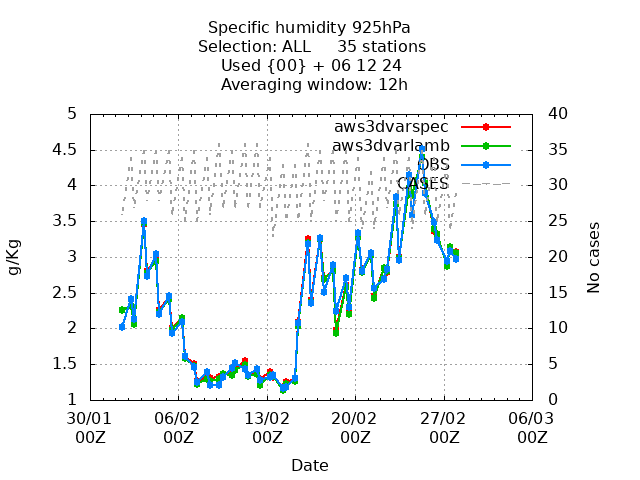 Specific humidity 925hPa
Selection: ALL     35 stations
Used {00} + 06 12 24
Averaging window: 12h
aws3dvarspec
aws3dvarlamb
OBS
CASES
g/Kg
5
4.5
4
3.5
3
2.5
2
1.5
1
40
35
30
25
20
15
10
5
0
No cases
30/01 06/02 13/02 20/02 27/02 06/03
00Z 00Z 00Z 00Z 00Z 00Z
Date